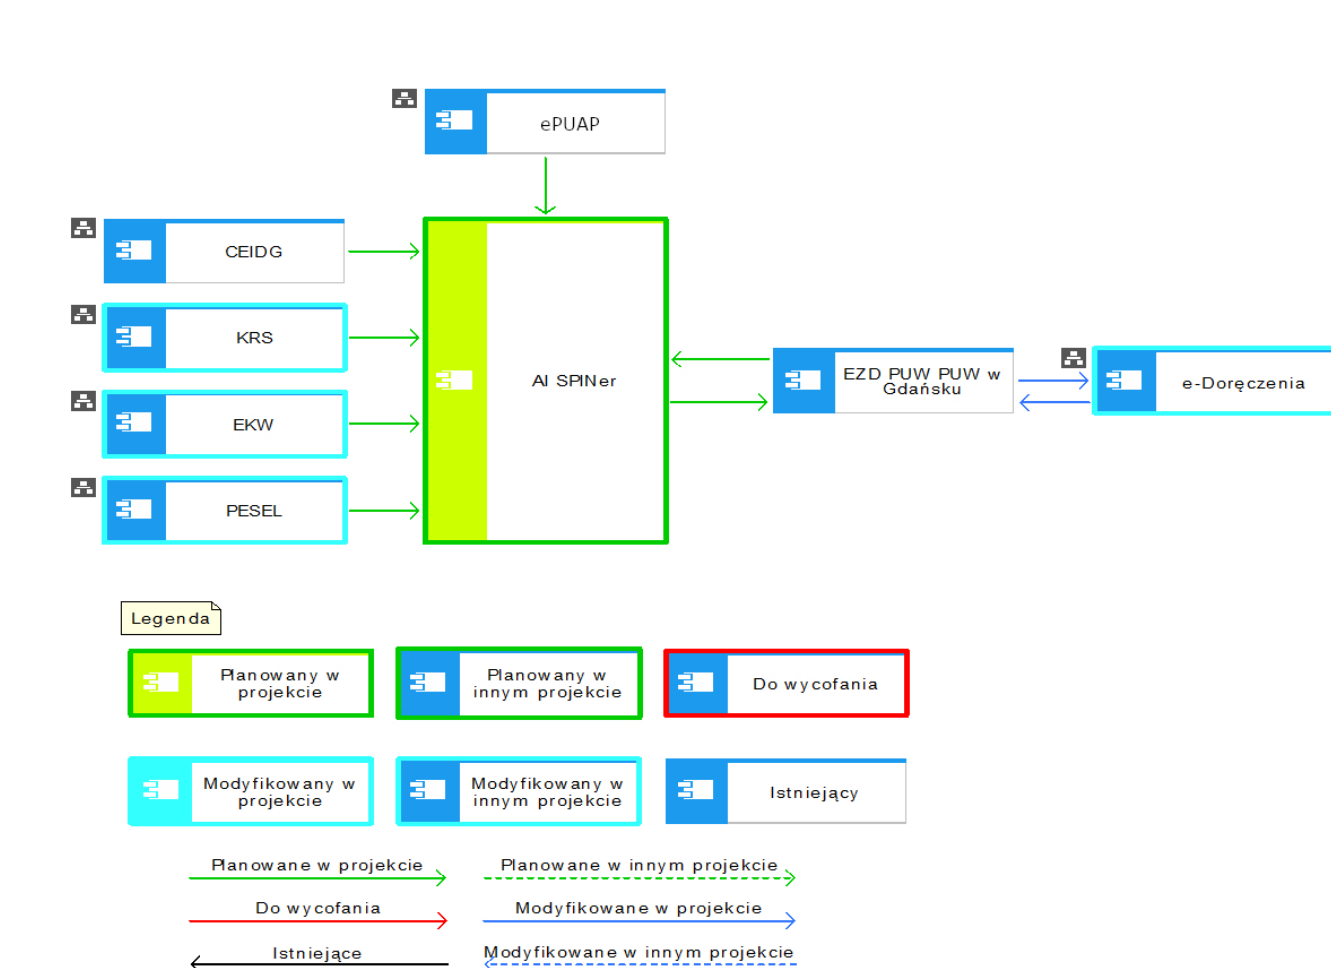 ePUAP
CEIDG
KRS
EKW
PESEL
AI SPINer
EZD PUW PUW w
Gdańsku
e-Doręczenia
Legenda
Planowany w
projekcie
Planowany w
innym projekcie
Do wycofania
Modyfikowany w
projekcie
Modyfikowany w
innym projekcie
Istniejący
Planowane w projekcie
Planowane w innym projekcie
Do wycofania
Modyfikowane w projekcie
Istniejące
Modyfikowane w innym projekcie